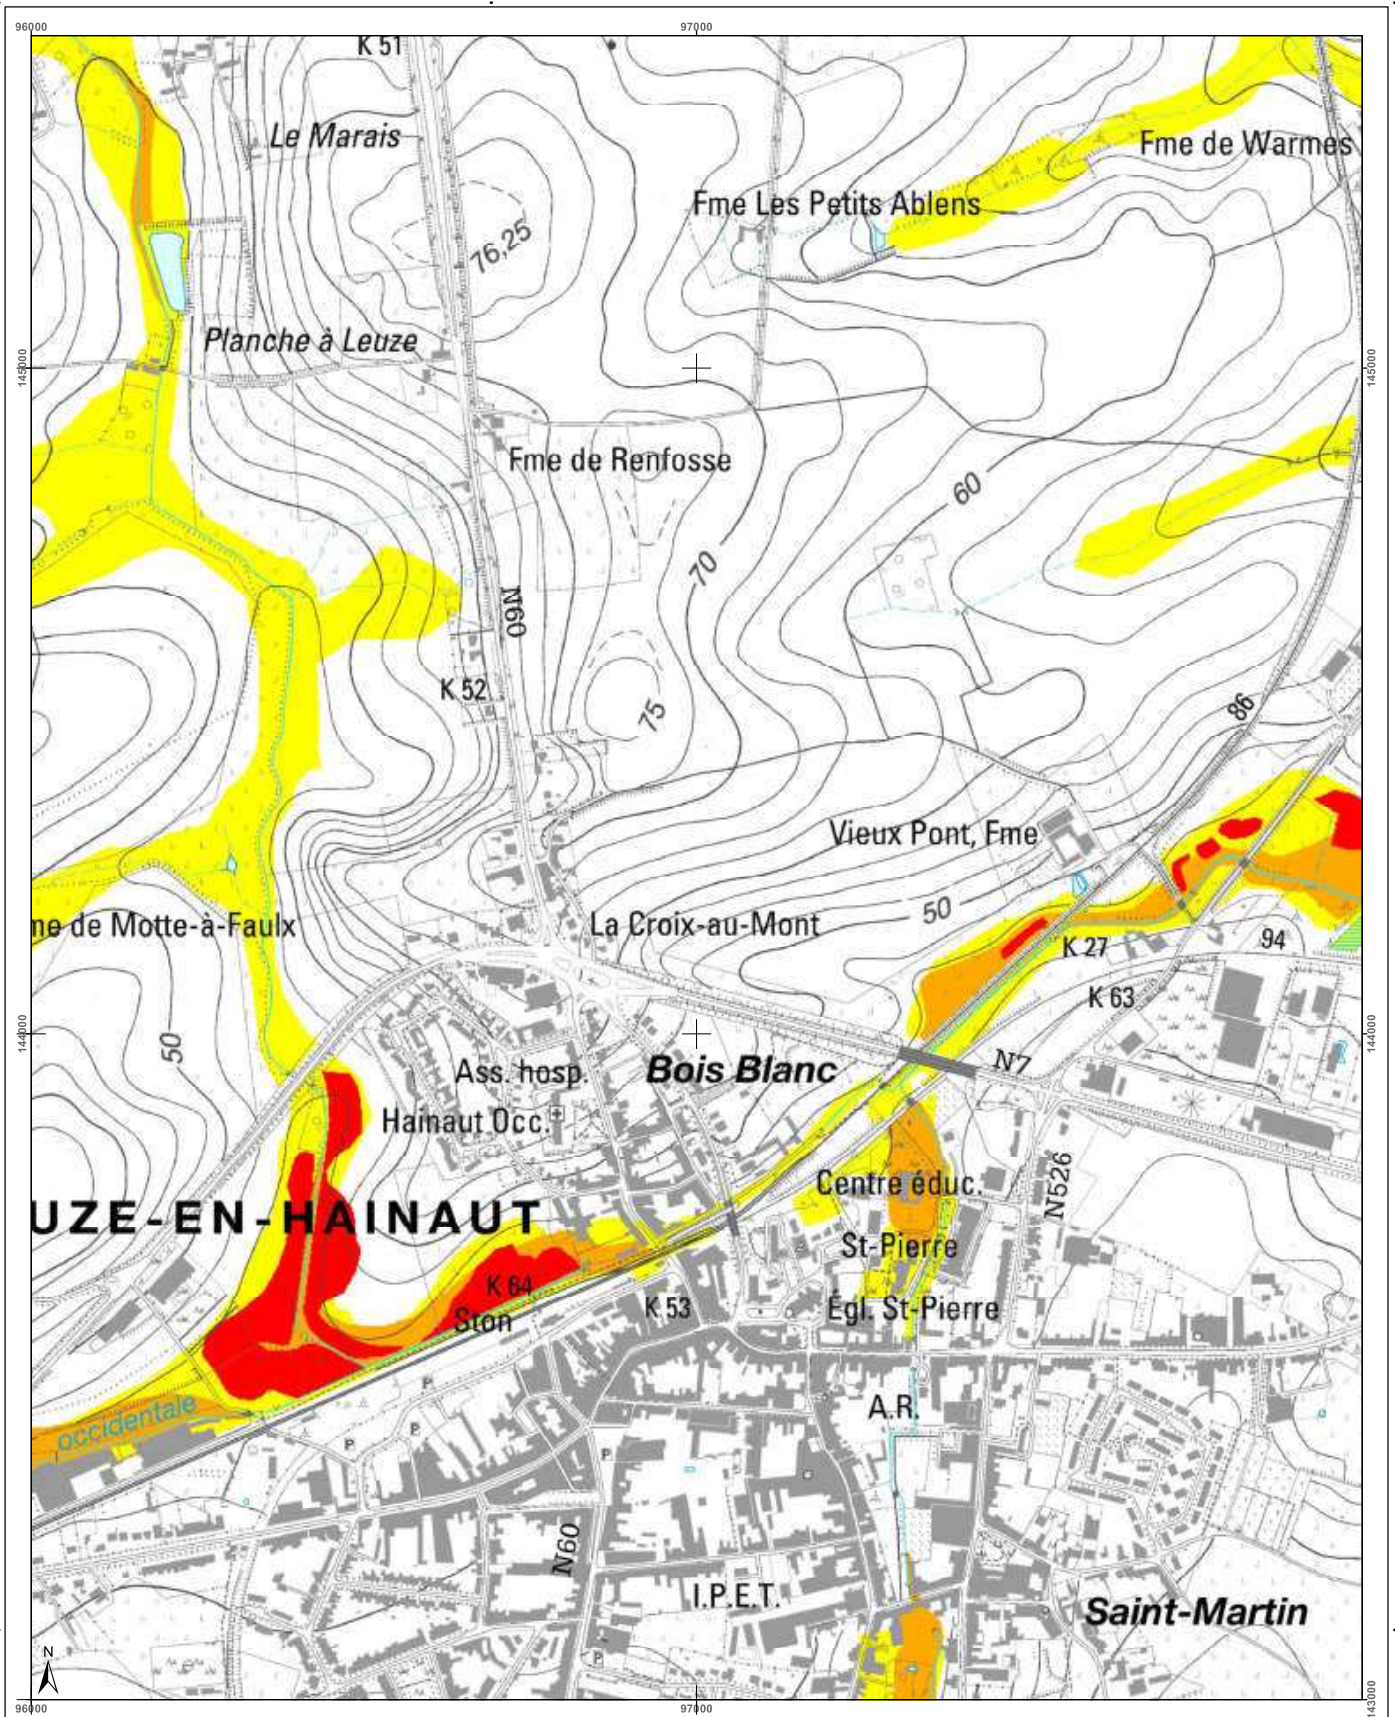 96000
97000
K 51
Le Marais
Fme de Warmes
Fme Les Petits Ablens
76,25
Planche à Leuze
145000
145000
Fme de Renfosse
60
70
N60
K 52
75
86
Vieux Pont, Fme
50
me de Motte-à-Faulx
La Croix-au-Mont
K 27
94
K 63
50
144000
144000
N7
Ass. hosp.
Bois Blanc
Hainaut Occ.
N526
Centre éduc.
UZE-EN-HAINAUT
St-Pierre
K 64
K 53
Égl. St-Pierre
Ston
occidentale
P
A.R.
P
P
P
N60
I.P.E.T.
Saint-Martin
N
P
96000
97000
143000